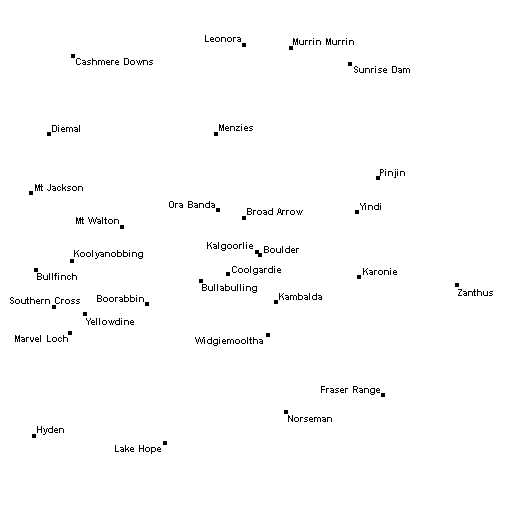 Leonora
Murrin Murrin
Cashmere Downs
Sunrise Dam
Diemal
Menzies
Pinjin
Mt Jackson
Ora Banda
Broad Arrow
Yindi
Mt Walton
Kalgoorlie
Boulder
Koolyanobbing
Bullfinch
Coolgardie
Karonie
Bullabulling
Zanthus
Southern Cross
Boorabbin
Kambalda
Yellowdine
Marvel Loch
Widgiemooltha
Fraser Range
Norseman
Hyden
Lake Hope